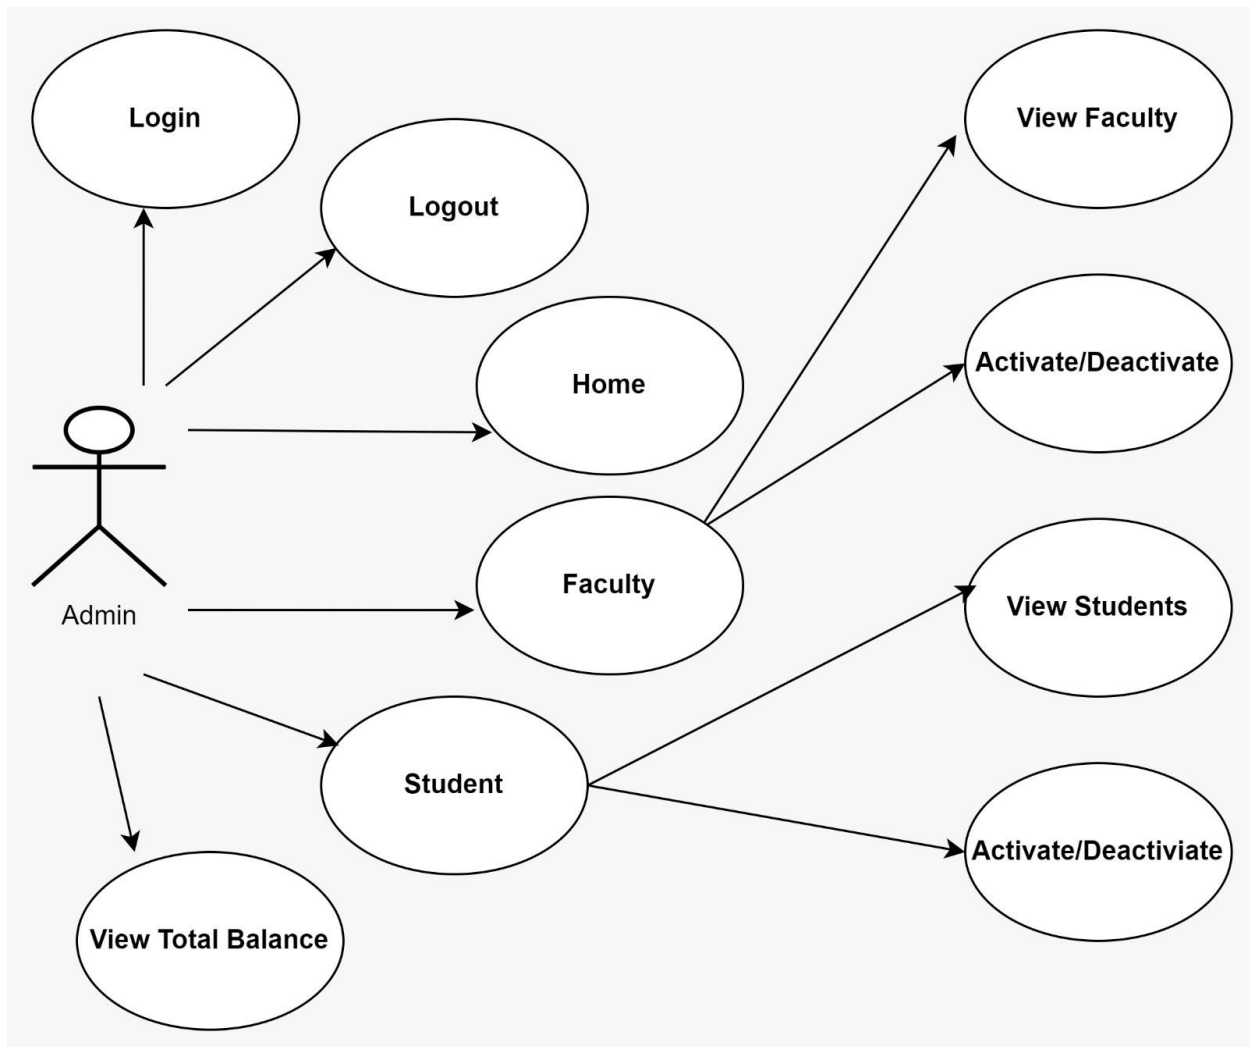 Login
Logout
Home
Faculty
Admin
Student
View Total Balance
View Faculty
Activate/Deactivate
View Students
Activate/Deactiviate